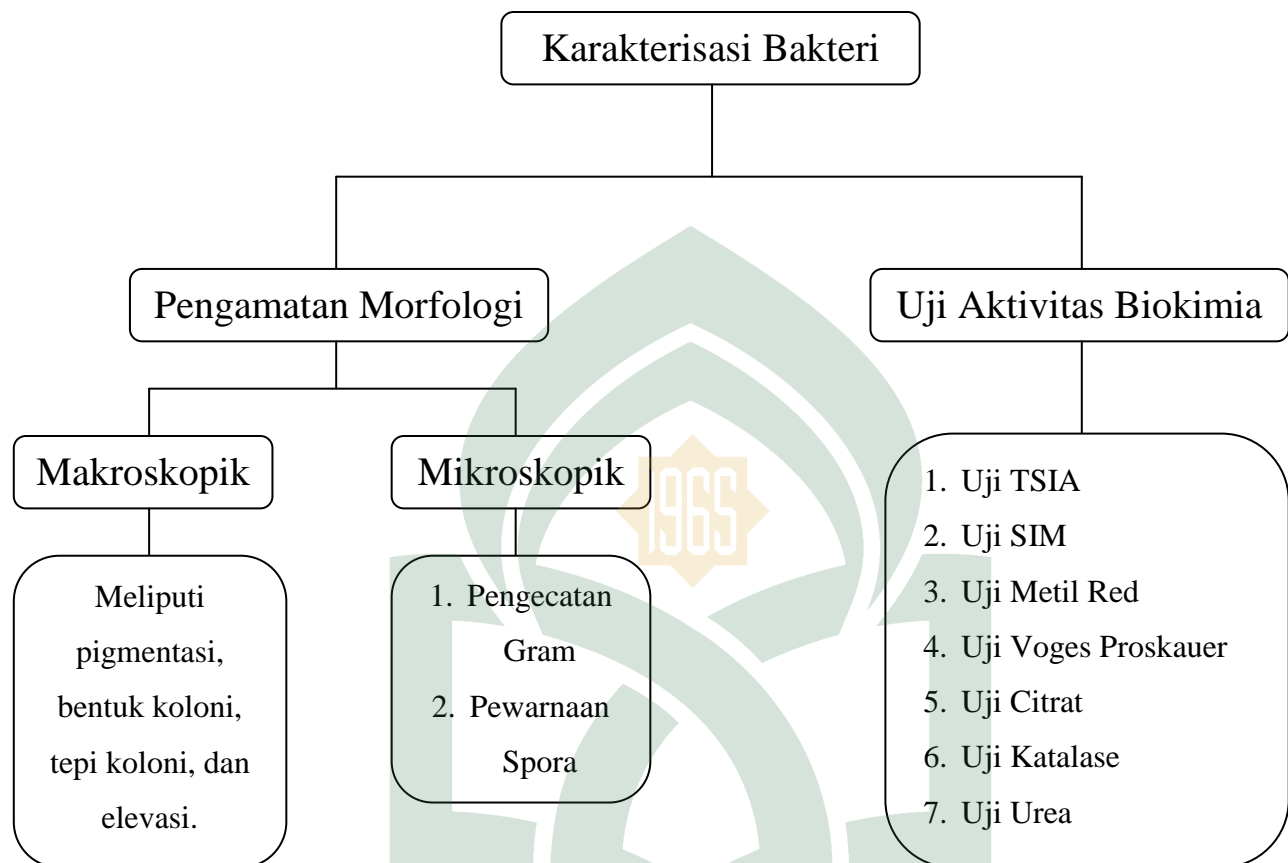 Karakterisasi Bakteri
Pengamatan Morfologi
Uji Aktivitas Biokimia
Makroskopik
Mikroskopik
Meliputi
pigmentasi,
bentuk koloni,
tepi koloni, dan
elevasi.
1. Pengecatan
Gram
2. Pewarnaan
Spora
1. Uji TSIA
2. Uji SIM
3. Uji Metil Red
4. Uji Voges Proskauer
5. Uji Citrat
6. Uji Katalase
7. Uji Urea
1965